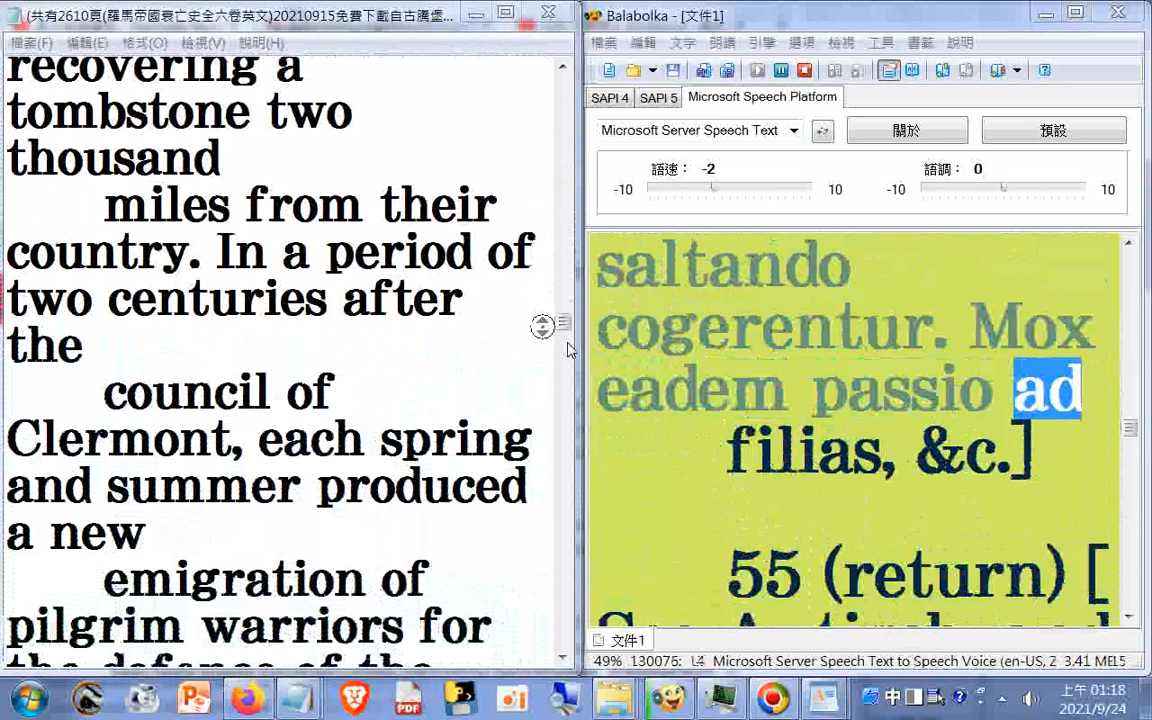 (共有2610頁(羅馬帝國衰亡史全六卷英文)20210915免費下載自古騰堡...
檔案(F) 編輯(E) 格式(O) 檢視(V) 說明(H)
recovering a
tombstone two
thousand
miles from their
country. In a period of
two centuries after
the
council of
Clermont, each spring
and summer produced
a new
emigration of
pilgrim warriors for
the defence of the
Balabolka - [文件1]
檔案 編輯 文字 朗讀 引擎 選項 檢視 工具 書籤 說明
SAPI 4 SAPI 5 Microsoft Speech Platform
Microsoft Server Speech Text 關於 預設
語速： -2 語調： 0
-10 10 -10 10
saltando
cogerentur. Mox
eadem passio ad
filias, &c.]
55 (return) [
文件1
49% 130075: L4 Microsoft Server Speech Text to Speech Voice (en-US, 2 3.41 МБ
中 上午 01:18
2021/9/24